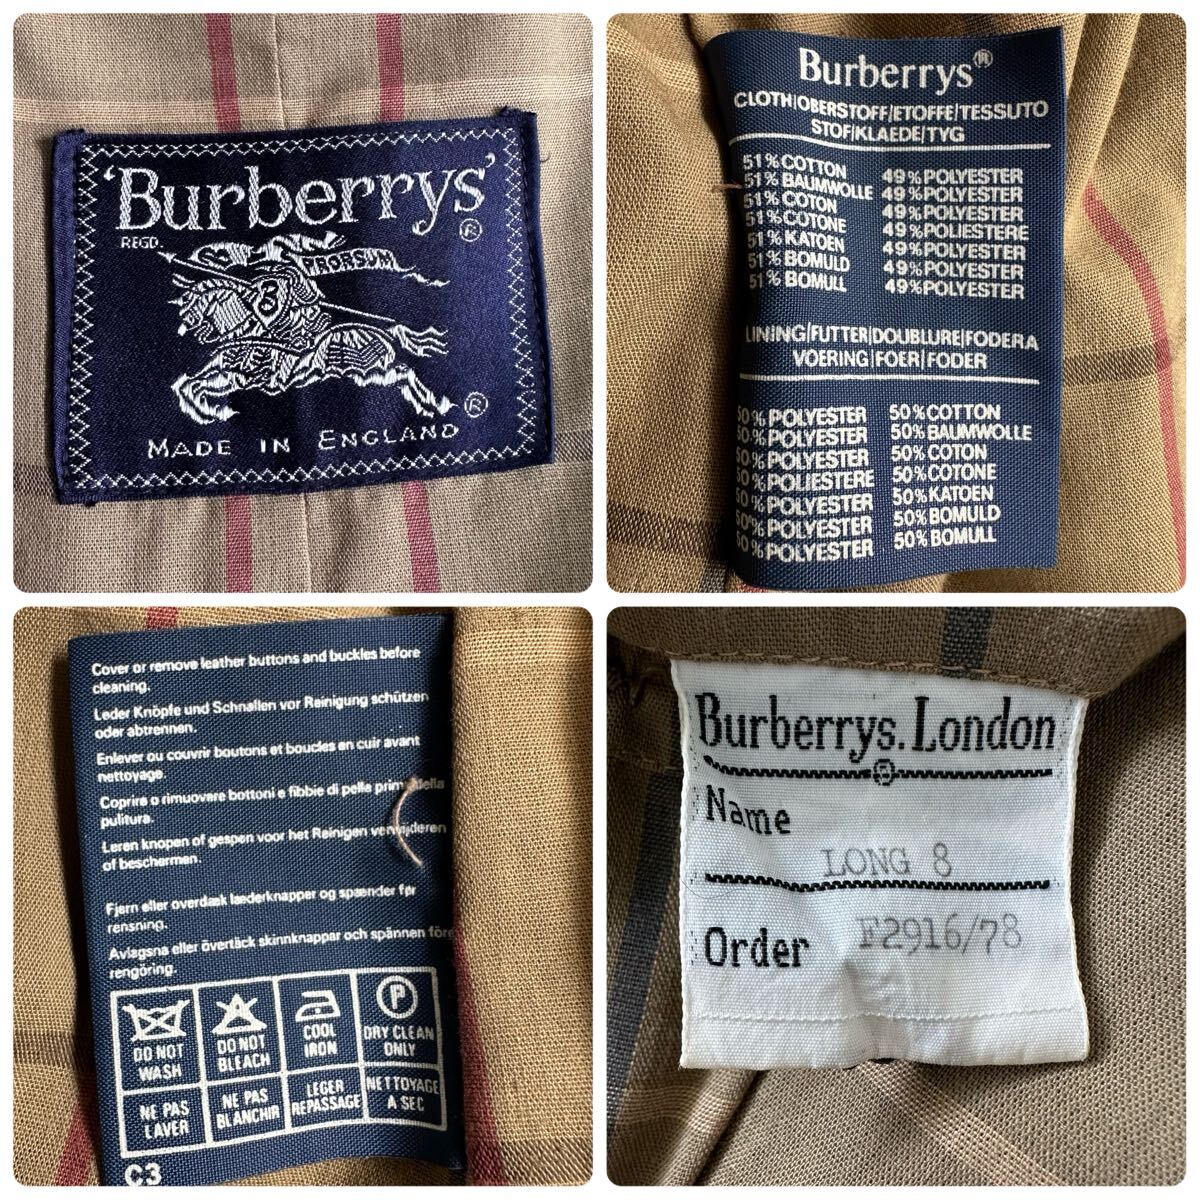 'Burberrys'®
REGD.
PRORSUM
®
MADE IN ENGLAND
Burberrys®
CLOTH/OBERSTOFF/ETOFFE/TESSUTO
STOF/KLAEDE/TYG
51% COTTON 49% POLYESTER
51% BAUMWOLLE 49% POLYESTER
51% COTON 49% POLYESTER
51% COTONE 49% POLIESTERE
51% KATOEN 49% POLYESTER
51% BOMULD 49% POLYESTER
51% BOMULL 49% POLYESTER
LINING/FUTTER/DOUBLURE/FODERA
VOERING/FOER/FODER
50% POLYESTER 50% COTTON
50% POLYESTER 50% BAUMWOLLE
50% POLYESTER 50% COTON
50% POLIESTERE 50% COTONE
50% POLYESTER 50% KATOEN
50% POLYESTER 50% BOMULD
50% POLYESTER 50% BOMULL
Cover or remove leather buttons and buckles before
cleaning.
Leder Knöpfe und Schnallen vor Reinigung schützen
oder abtrennen.
Enlever ou couvrir boutons et boucles en cuir avant
nettoyage.
Coprire o rimuovere bottoni e fibbie di pelle prima della
pulitura.
Leren knopen of gespen voor het Reinigen verwijderen
of beschermen.
Fjern eller overdæk læderknapper og spænder før
rensning.
Avlagsna eller övertäck skinnknappar och spännen före
rengöring.
P
DO NOT WASH
DO NOT BLEACH
COOL IRON
DRY CLEAN ONLY
NE PAS LAVER
NE PAS BLANCHIR
LEGER REPASSAGE
NETTOYAGE A SEC
C3
Burberrys. London
®
Name
LONG 8
Order F2916/78